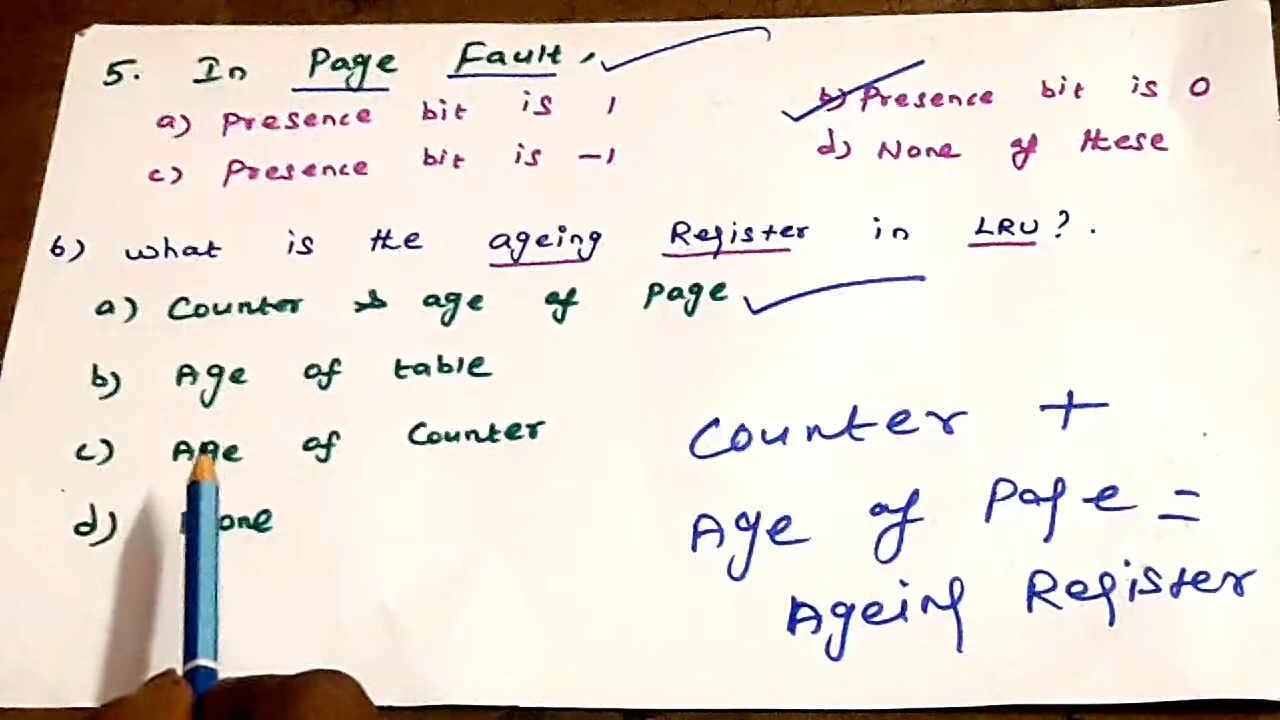 5. In Page Fault,
a) Presence bit is 1
b) Presence bit is 0
c) Presence bit is -1
d) None of these
6) what is the ageing Register in LRU?.
a) Counter & age of page
b) Age of table
c) Age of Counter
d) None
Counter +
Age of Page =
Ageing Register